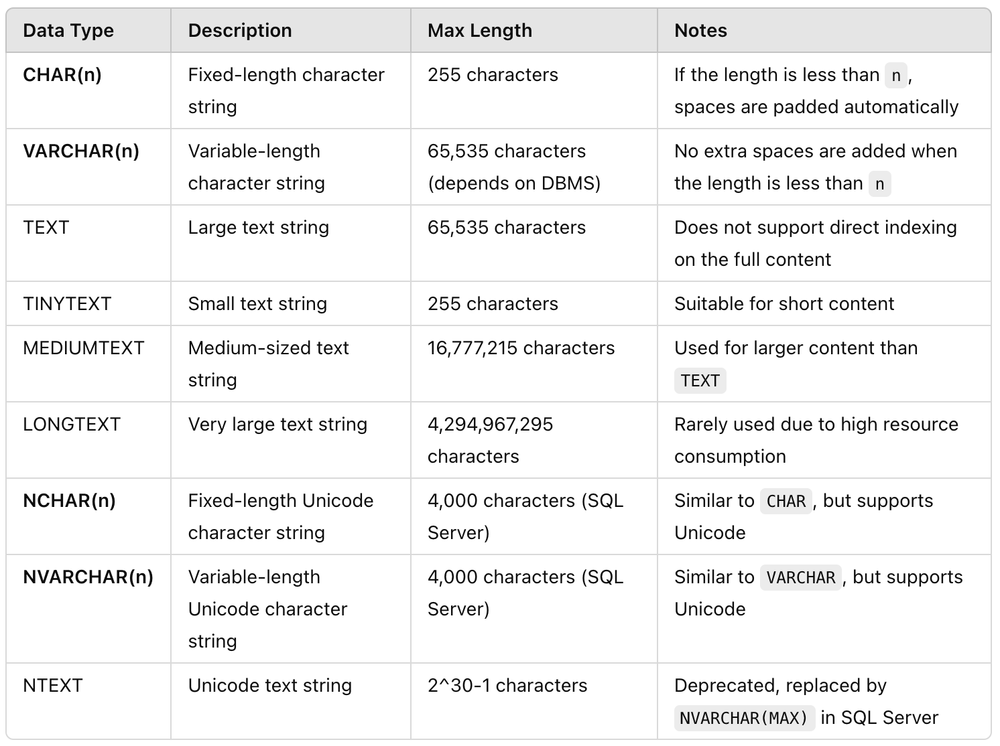 Data Type Description Max Length Notes
CHAR(n) Fixed-length character 255 characters If the length is less than n,
string spaces are padded automatically
VARCHAR(n) Variable-length 65,535 characters No extra spaces are added when
character string (depends on DBMS) the length is less than n
TEXT Large text string 65,535 characters Does not support direct indexing
on the full content
TINYTEXT Small text string 255 characters Suitable for short content
MEDIUMTEXT Medium-sized text 16,777,215 characters Used for larger content than
string TEXT
LONGTEXT Very large text string 4,294,967,295 Rarely used due to high resource
characters consumption
NCHAR(n) Fixed-length Unicode 4,000 characters (SQL Similar to CHAR, but supports
character string Server) Unicode
NVARCHAR(n) Variable-length 4,000 characters (SQL Similar to VARCHAR, but supports
Unicode character Server) Unicode
string
NTEXT Unicode text string 2^30-1 characters Deprecated, replaced by
NVARCHAR(MAX) in SQL Server